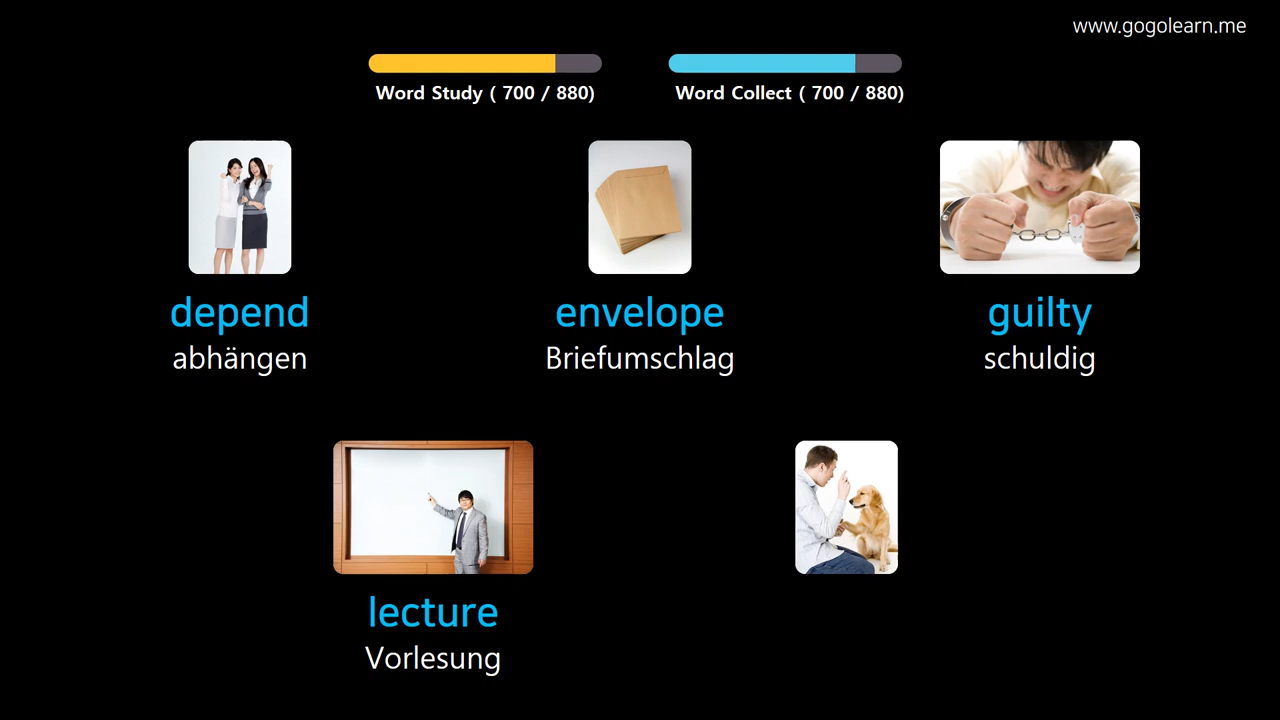 www.gogolearn.me
Word Study ( 700 / 880)
Word Collect ( 700 / 880)
depend
abhängen
envelope
Briefumschlag
guilty
schuldig
lecture
Vorlesung